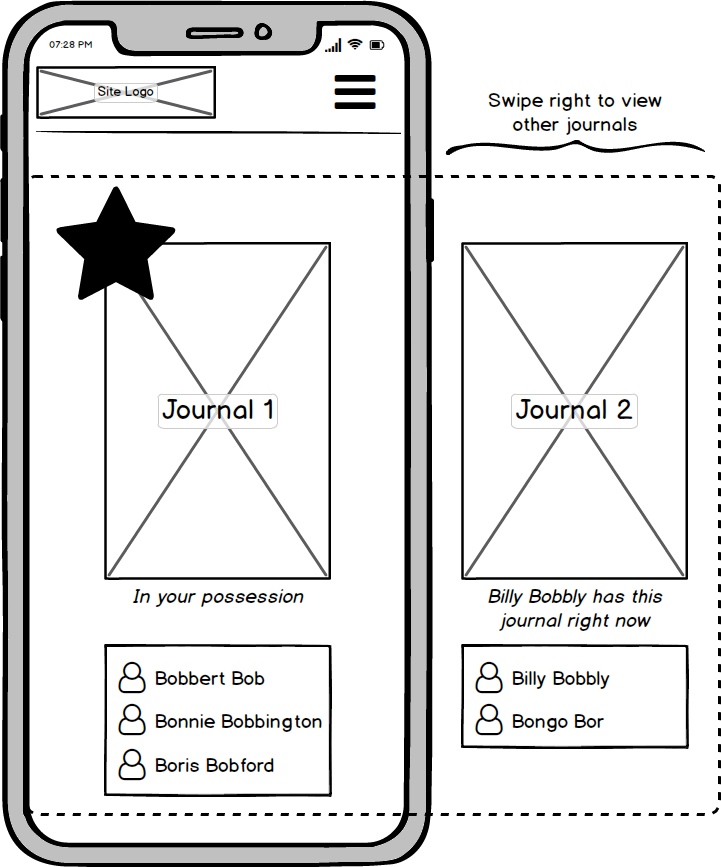 07:28 PM
Site Logo
Swipe right to view
other journals
Journal 1
Journal 2
In your possession
Billy Bobbly has this
journal right now
Bobbert Bob
Bonnie Bobbington
Boris Bobford
Billy Bobbly
Bongo Bor